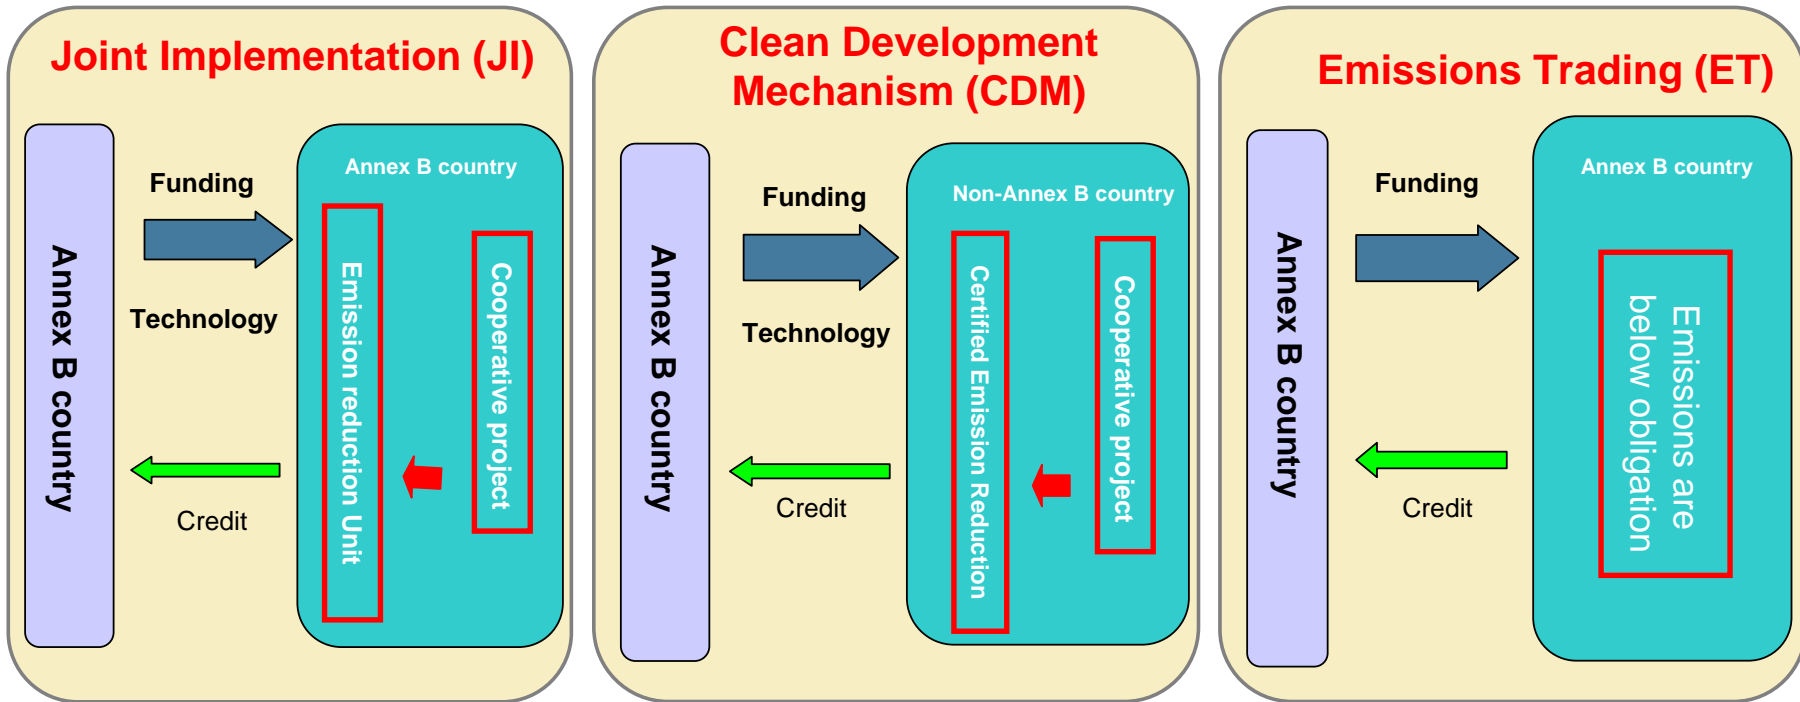 Joint Implementation (JI)
Annex B country
Funding
Technology
Credit
Annex B country
Emission reduction Unit
Cooperative project
Clean Development
Mechanism (CDM)
Annex B country
Funding
Technology
Credit
Non-Annex B country
Certified Emission Reduction
Cooperative project
Emissions Trading (ET)
Annex B country
Funding
Credit
Annex B country
Emissions are
below obligation